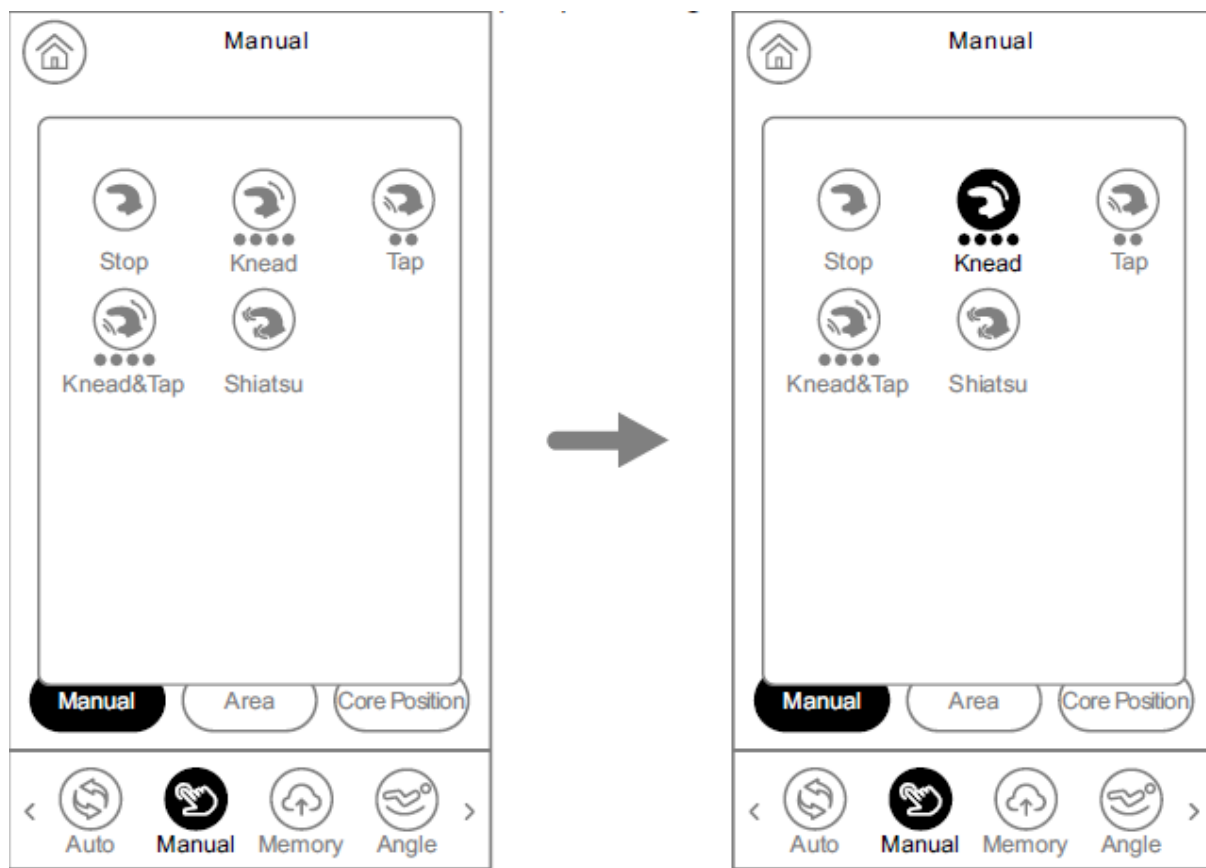 Manual
Stop Knead Tap
Knead&Tap Shiatsu
Manual Area Core Position
Auto Manual Memory Angle
Manual
Stop Knead Tap
Knead&Tap Shiatsu
Manual Area Core Position
Auto Manual Memory Angle